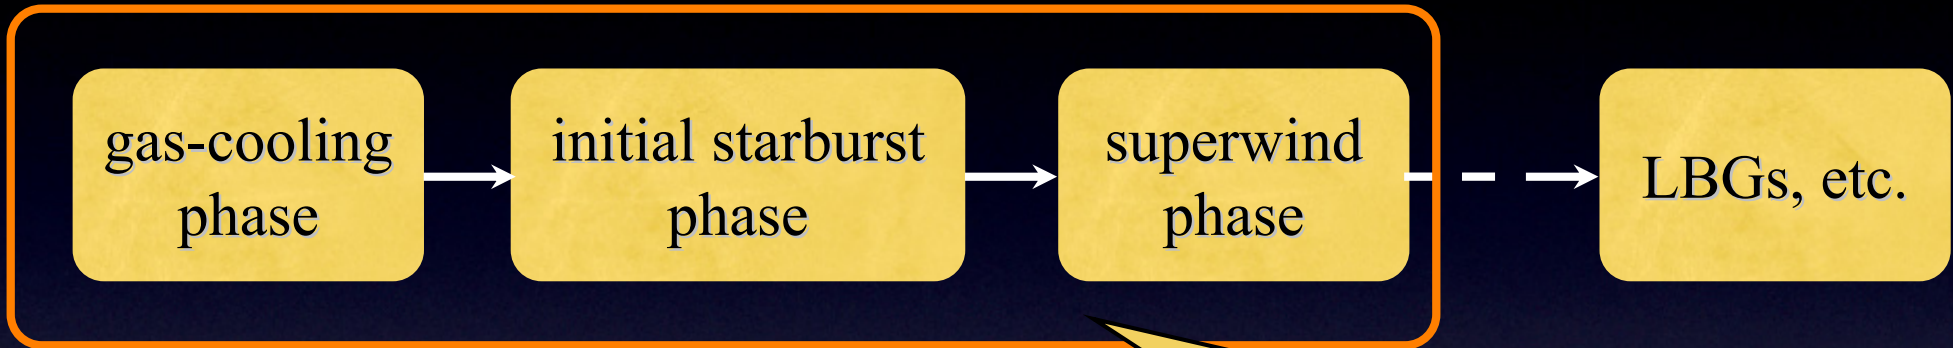 gas-cooling
phase
initial starburst
phase
superwind
phase
LBGs, etc.